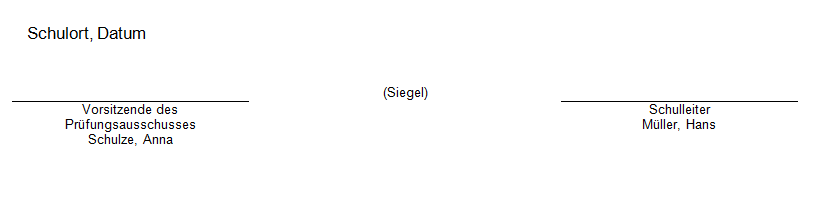 Schulort, Datum
(Siegel)
Vorsitzende des
Prüfungsausschusses
Schulze, Anna
Schulleiter
Müller, Hans